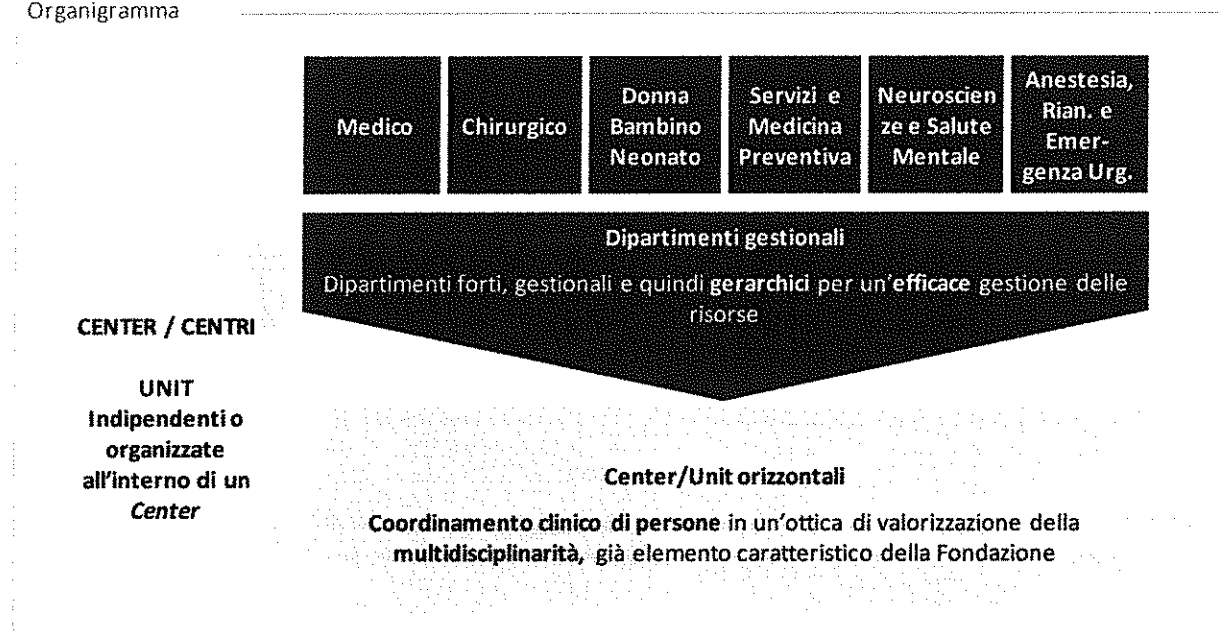 Organigramma
Medico
Chirurgico
Donna
Bambino
Neonato
Servizi e
Medicina
Preventiva
Neuroscien
ze e Salute
Mentale
Anestesia,
Rian. e
Emer-
genza Urg.
Dipartimenti gestionali
Dipartimenti forti, gestionali e quindi gerarchici per un'efficace gestione delle
risorse
CENTER / CENTRI
UNIT
Indipendenti o
organizzate
all'interno di un
Center
Center/Unit orizzontali
Coordinamento clinico di persone in un'ottica di valorizzazione della
multidisciplinarità, già elemento caratteristico della Fondazione